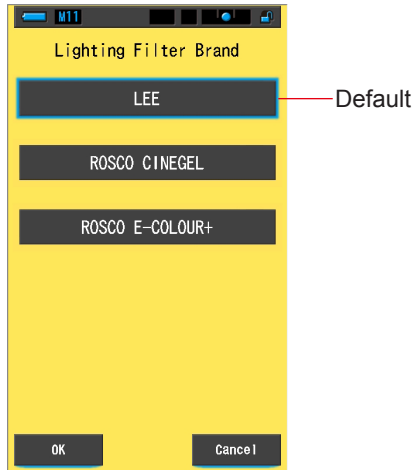 M11
Lighting Filter Brand
LEE
Default
ROSCO CINEGEL
ROSCO E-COLOUR+
OK
Cancel